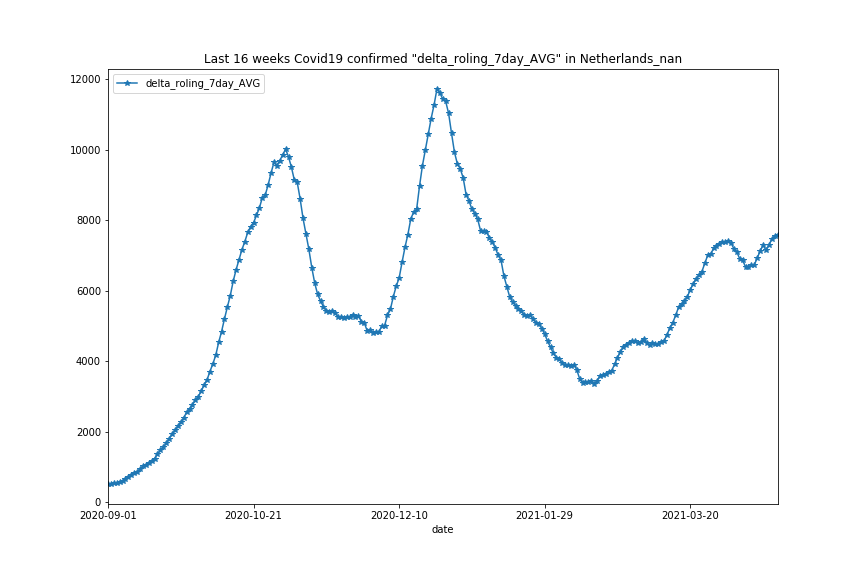 Last 16 weeks Covid19 confirmed "delta_roling_7day_AVG" in Netherlands_nan
delta_roling_7day_AVG
12000
10000
8000
6000
4000
2000
0
2020-09-01 2020-10-21 2020-12-10 2021-01-29 2021-03-20
date